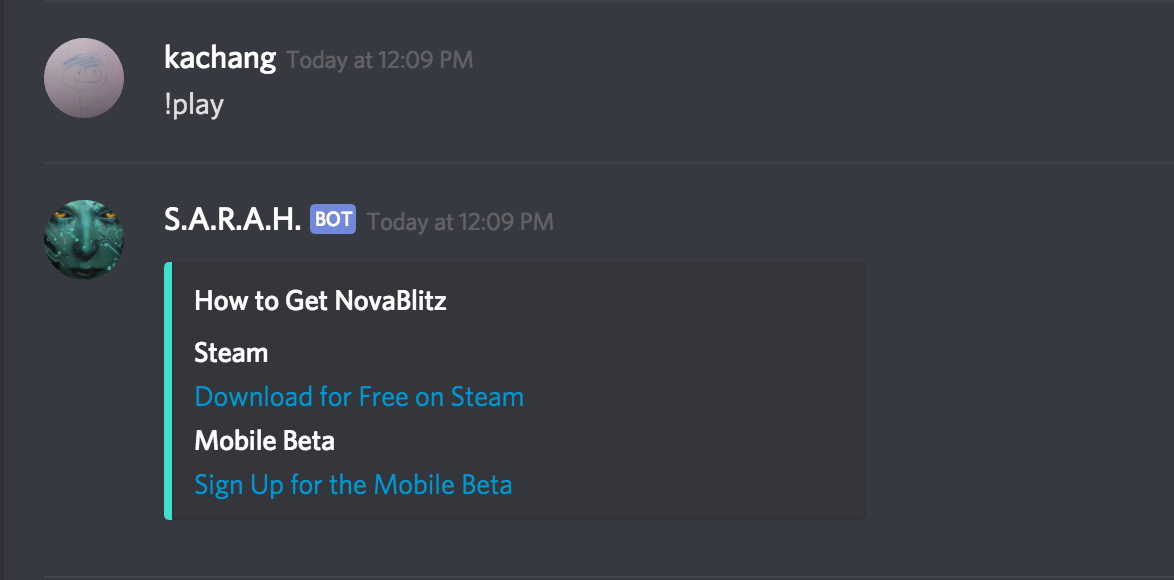 kachang Today at 12:09 PM
!play
S.A.R.A.H. BOT Today at 12:09 PM
How to Get NovaBlitz
Steam
Download for Free on Steam
Mobile Beta
Sign Up for the Mobile Beta